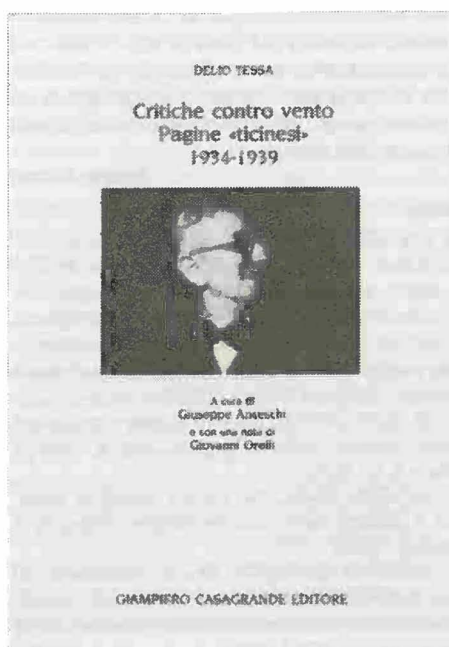 DELIO TESSA
Critiche contro vento
Pagine «ticinesi»
1934-1939
A cura di
Giuseppe Anceschi
e con una nota di
Giovanni Orelli
GIAMPIERO CASAGRANDE EDITORE